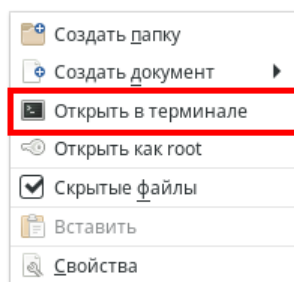 Создать папку
Создать документ
Открыть в терминале
Открыть как root
Скрытые файлы
Вставить
Свойства